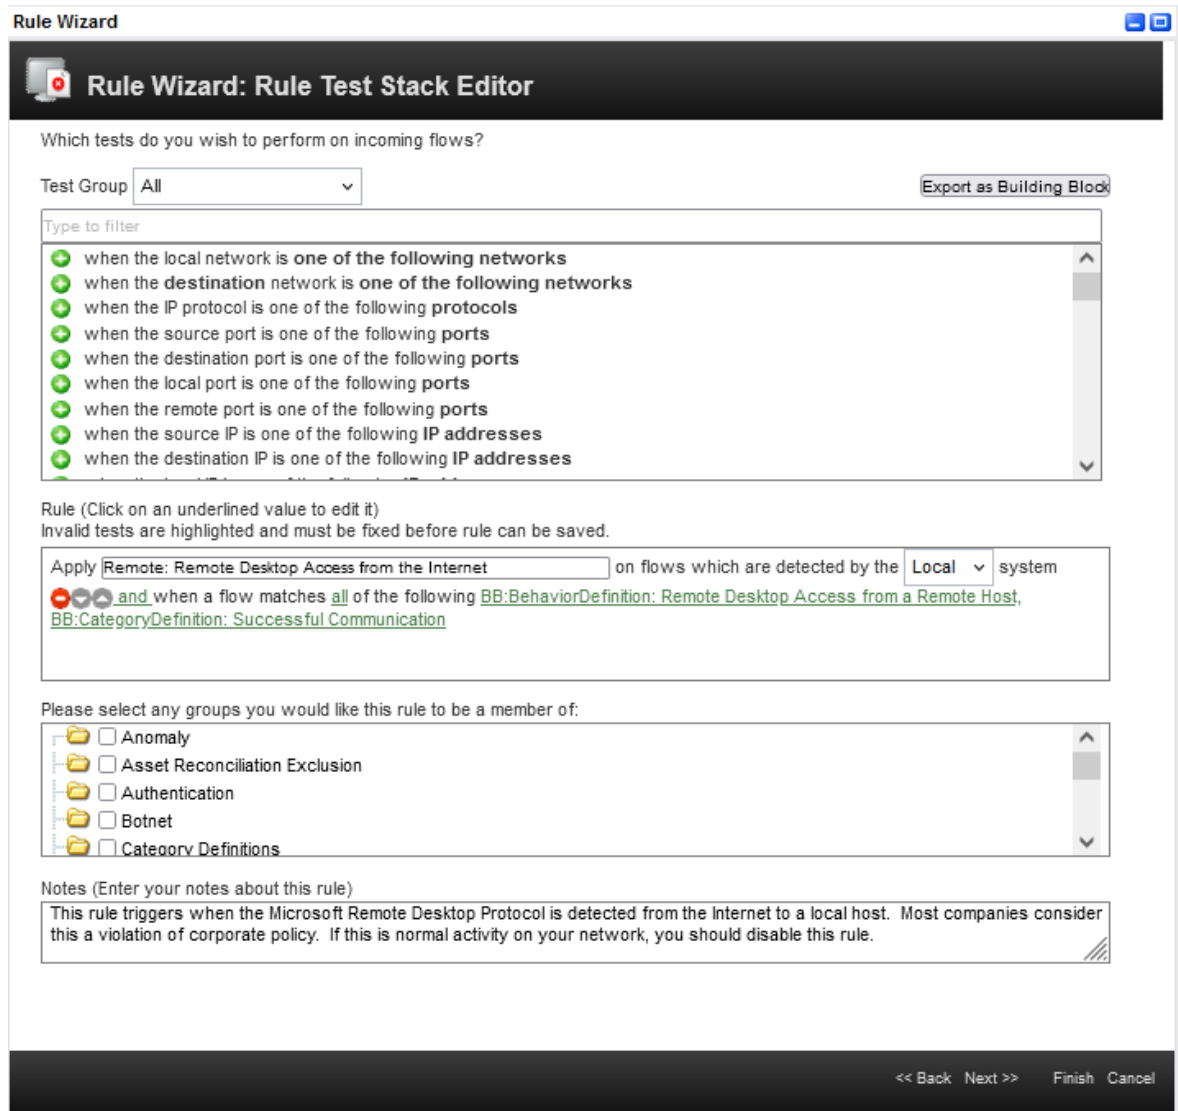 Rule Wizard
Rule Wizard: Rule Test Stack Editor
Which tests do you wish to perform on incoming flows?
Test Group All
Export as Building Block
Type to filter
when the local network is one of the following networks
when the destination network is one of the following networks
when the IP protocol is one of the following protocols
when the source port is one of the following ports
when the destination port is one of the following ports
when the local port is one of the following ports
when the remote port is one of the following ports
when the source IP is one of the following IP addresses
when the destination IP is one of the following IP addresses
Rule (Click on an underlined value to edit it)
Invalid tests are highlighted and must be fixed before rule can be saved.
Apply Remote: Remote Desktop Access from the Internet on flows which are detected by the Local system
and when a flow matches all of the following BB:BehaviorDefinition: Remote Desktop Access from a Remote Host,
BB:CategoryDefinition: Successful Communication
Please select any groups you would like this rule to be a member of:
Anomaly
Asset Reconciliation Exclusion
Authentication
Botnet
Category Definitions
Notes (Enter your notes about this rule)
This rule triggers when the Microsoft Remote Desktop Protocol is detected from the Internet to a local host.  Most companies consider
this a violation of corporate policy.  If this is normal activity on your network, you should disable this rule.
<< Back Next >> Finish Cancel